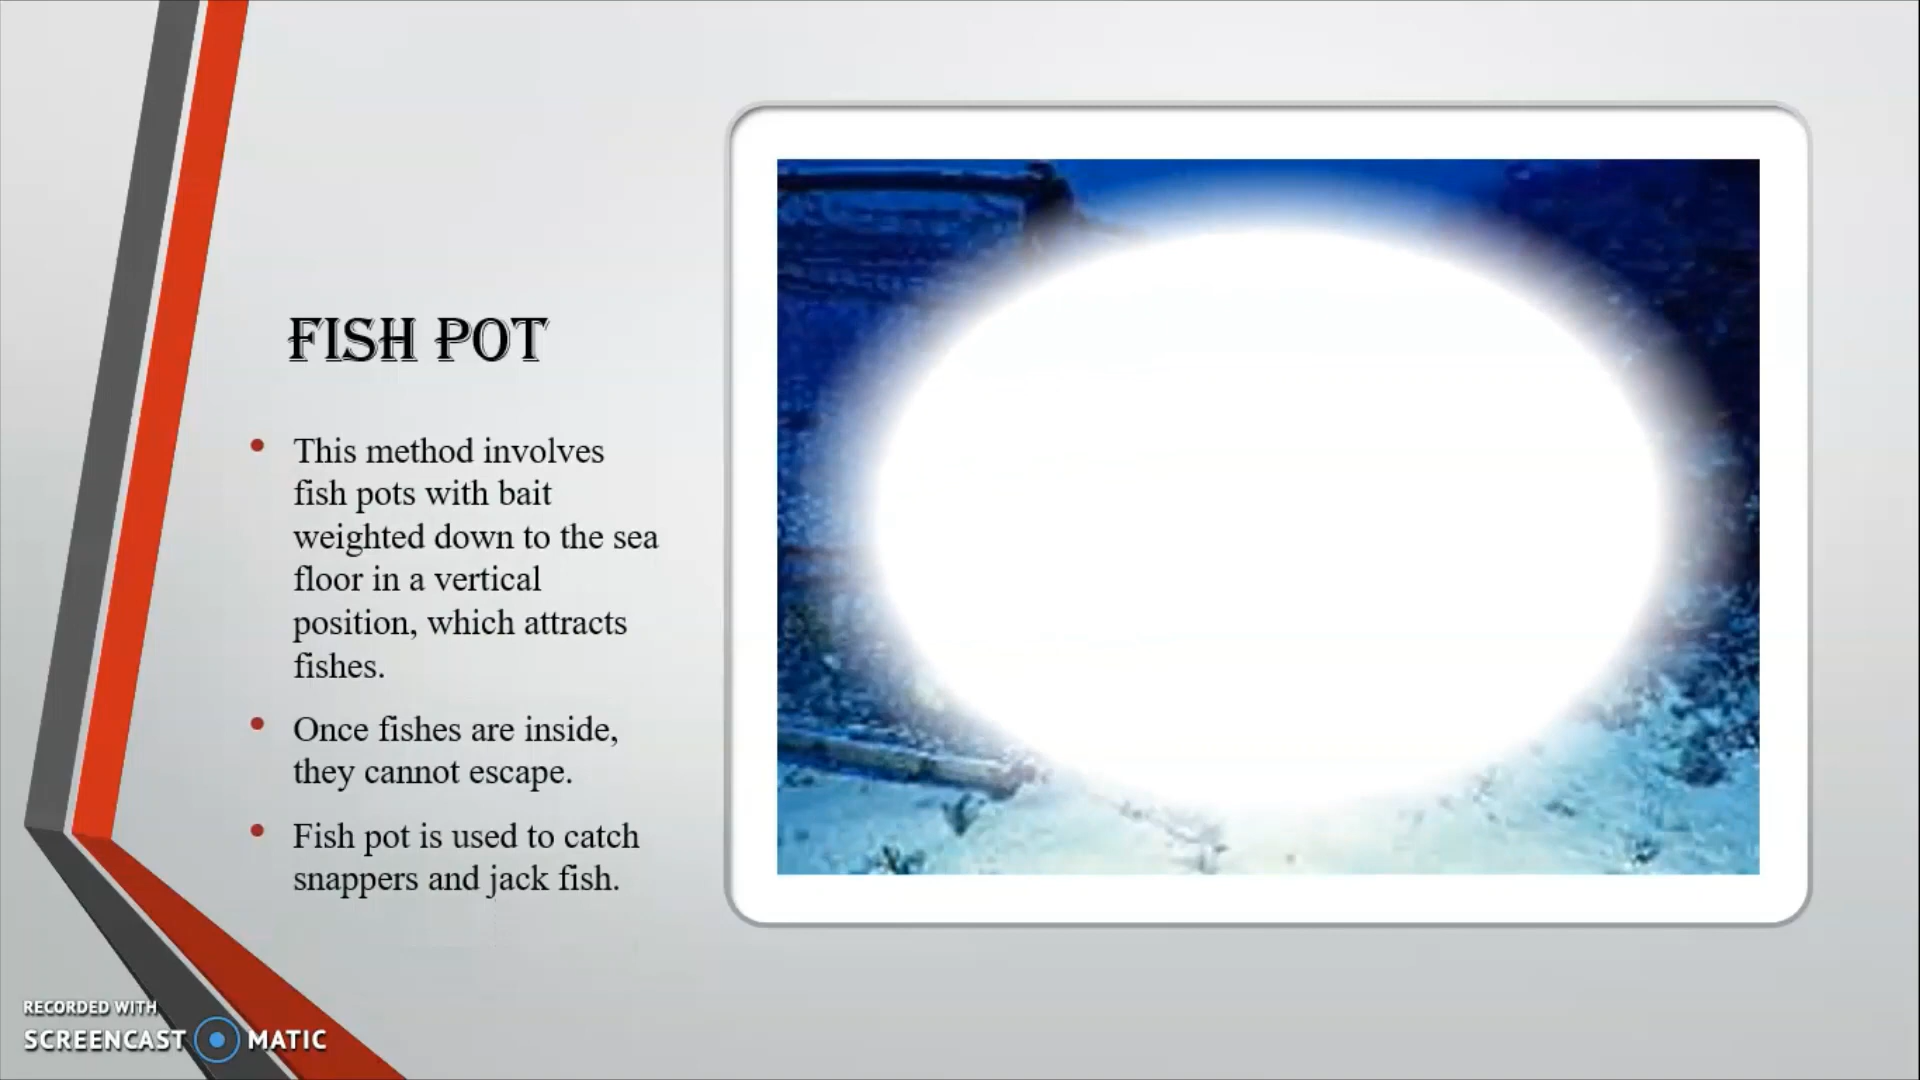 FISH POT
This method involves
fish pots with bait
weighted down to the sea
floor in a vertical
position, which attracts
fishes.
Once fishes are inside,
they cannot escape.
Fish pot is used to catch
snappers and jack fish.
RECORDED WITH
SCREENCAST MATIC